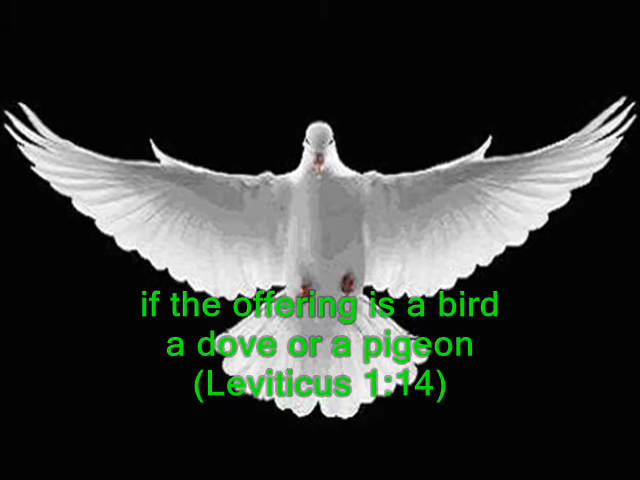 if the offering is a bird
a dove or a pigeon
(Leviticus 1:14)